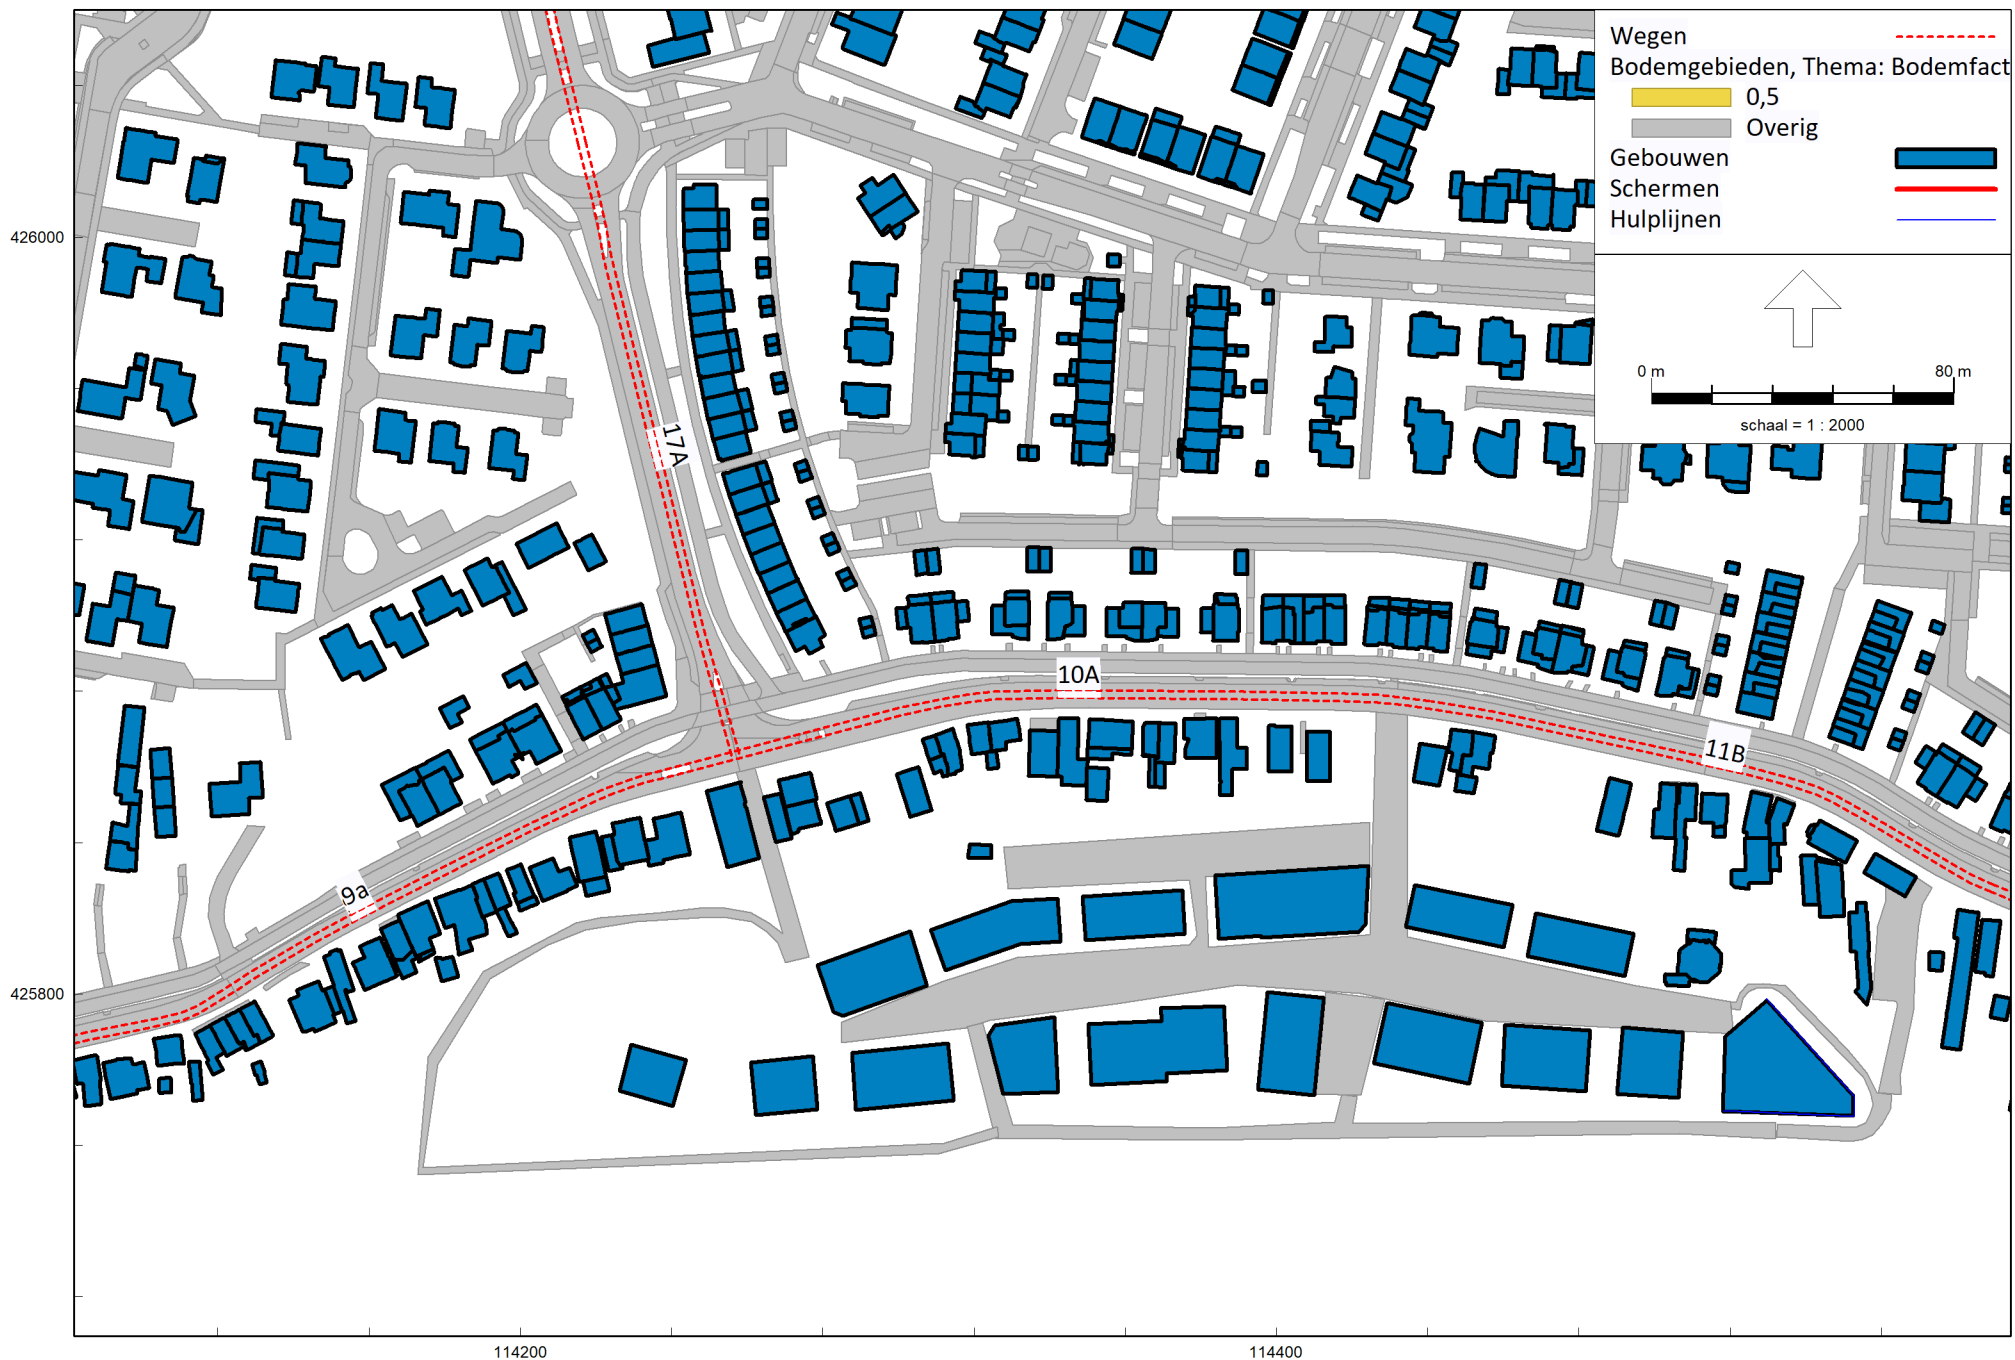 Wegen
Bodemgebieden, Thema: Bodemfact
0,5
Overig
Gebouwen
Schermen
Hulplijnen
426000
0 m 80 m
schaal = 1 : 2000
17A
10A
11B
9a
425800
114200 114400